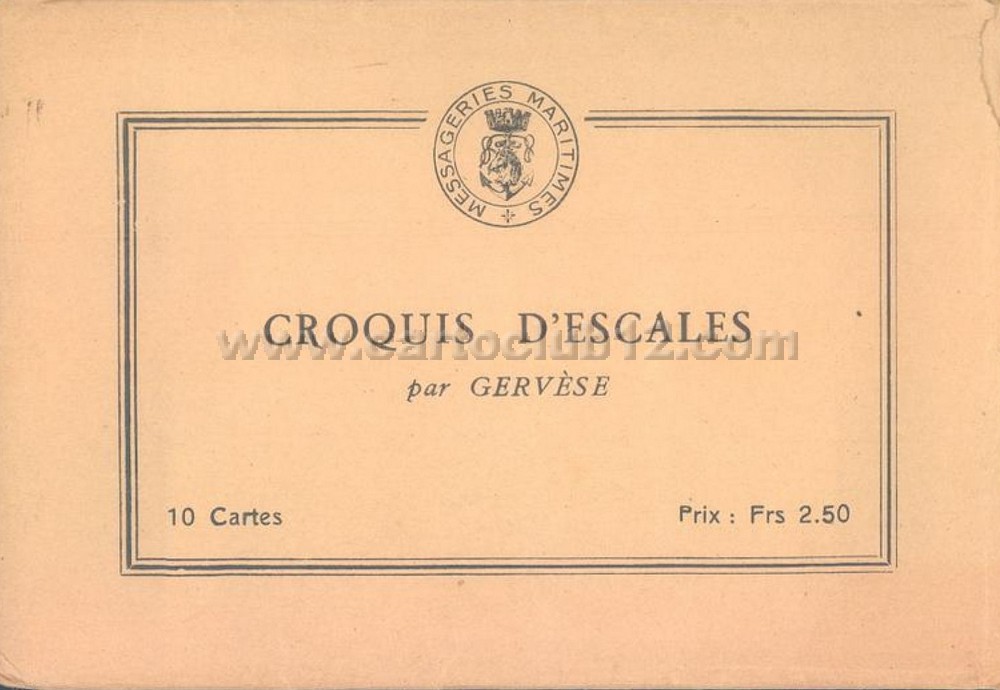 MESSAGERIES MARITIMES
CROQUIS D'ESCALES
www.cartoclub12.com
par GERVÈSE
10 Cartes
Prix : Frs 2.50